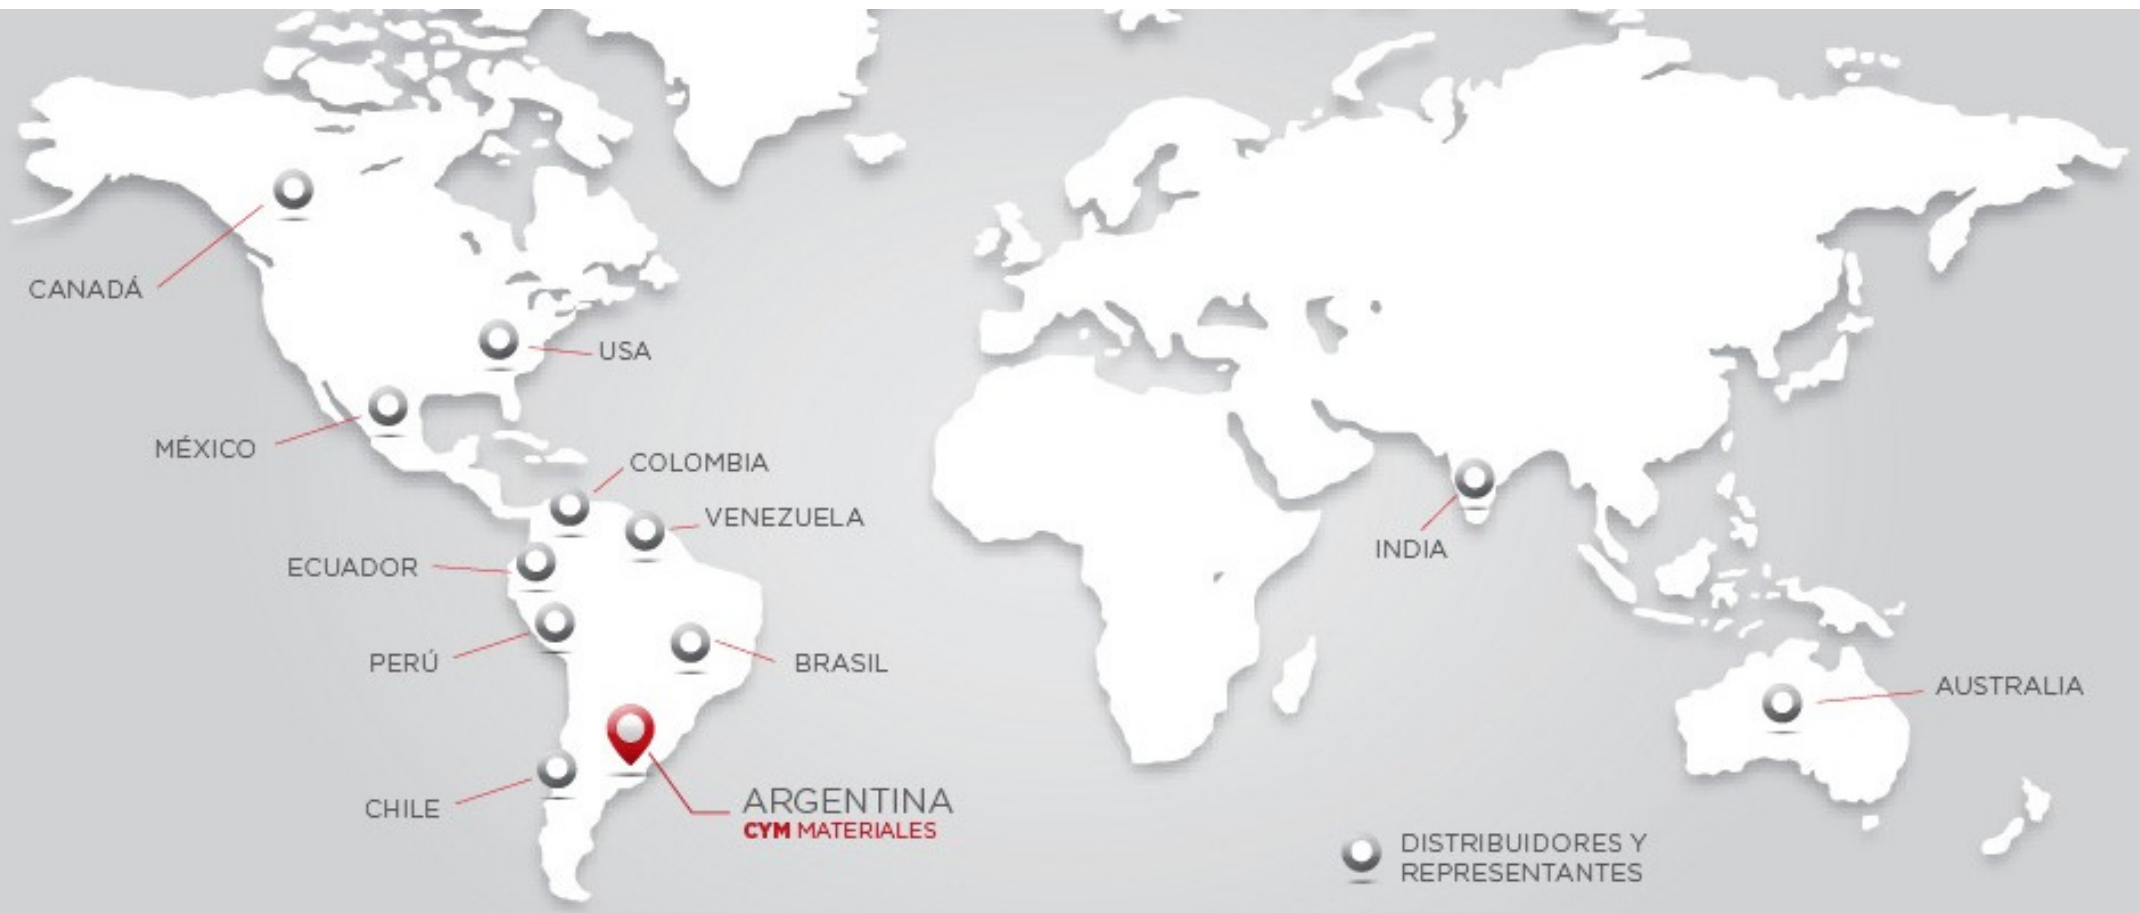 CANADÁ
USA
MÉXICO
COLOMBIA
VENEZUELA
ECUADOR
INDIA
PERÚ
BRASIL
AUSTRALIA
CHILE
ARGENTINA
CYM MATERIALES
DISTRIBUIDORES Y
REPRESENTANTES